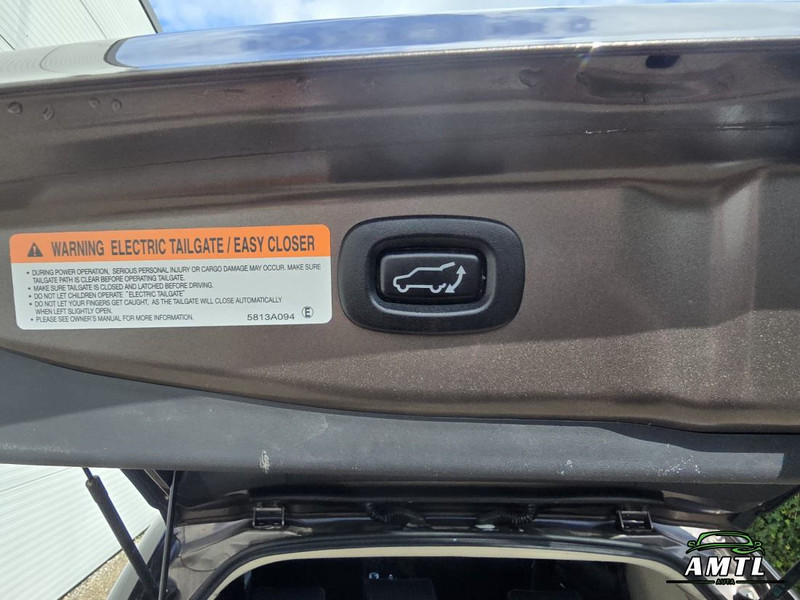 WARNING ELECTRIC TAILGATE / EASY CLOSER
• DURING POWER OPERATION, SERIOUS PERSONAL INJURY OR CARGO DAMAGE MAY OCCUR. MAKE SURE
TAILGATE PATH IS CLEAR BEFORE OPERATING TAILGATE.
• MAKE SURE TAILGATE IS CLOSED AND LATCHED BEFORE DRIVING.
• DO NOT LET CHILDREN OPERATE "ELECTRIC TAILGATE"
• DO NOT LET YOUR FINGERS GET CAUGHT, AS THE TAILGATE WILL CLOSE AUTOMATICALLY
WHEN LEFT SLIGHTLY OPEN.
• PLEASE SEE OWNER'S MANUAL FOR MORE INFORMATION. 5813A094 Ⓔ
AMTL
AUTA